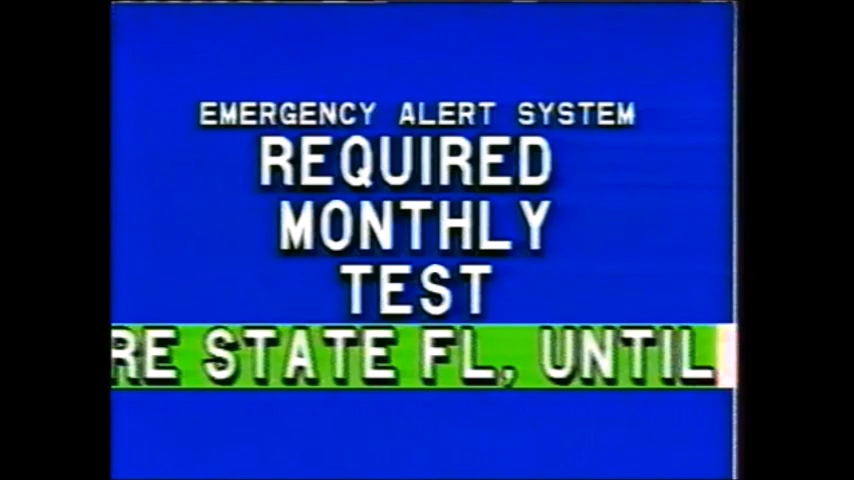 EMERGENCY ALERT SYSTEM
REQUIRED
MONTHLY
TEST
RE STATE FL, UNTIL